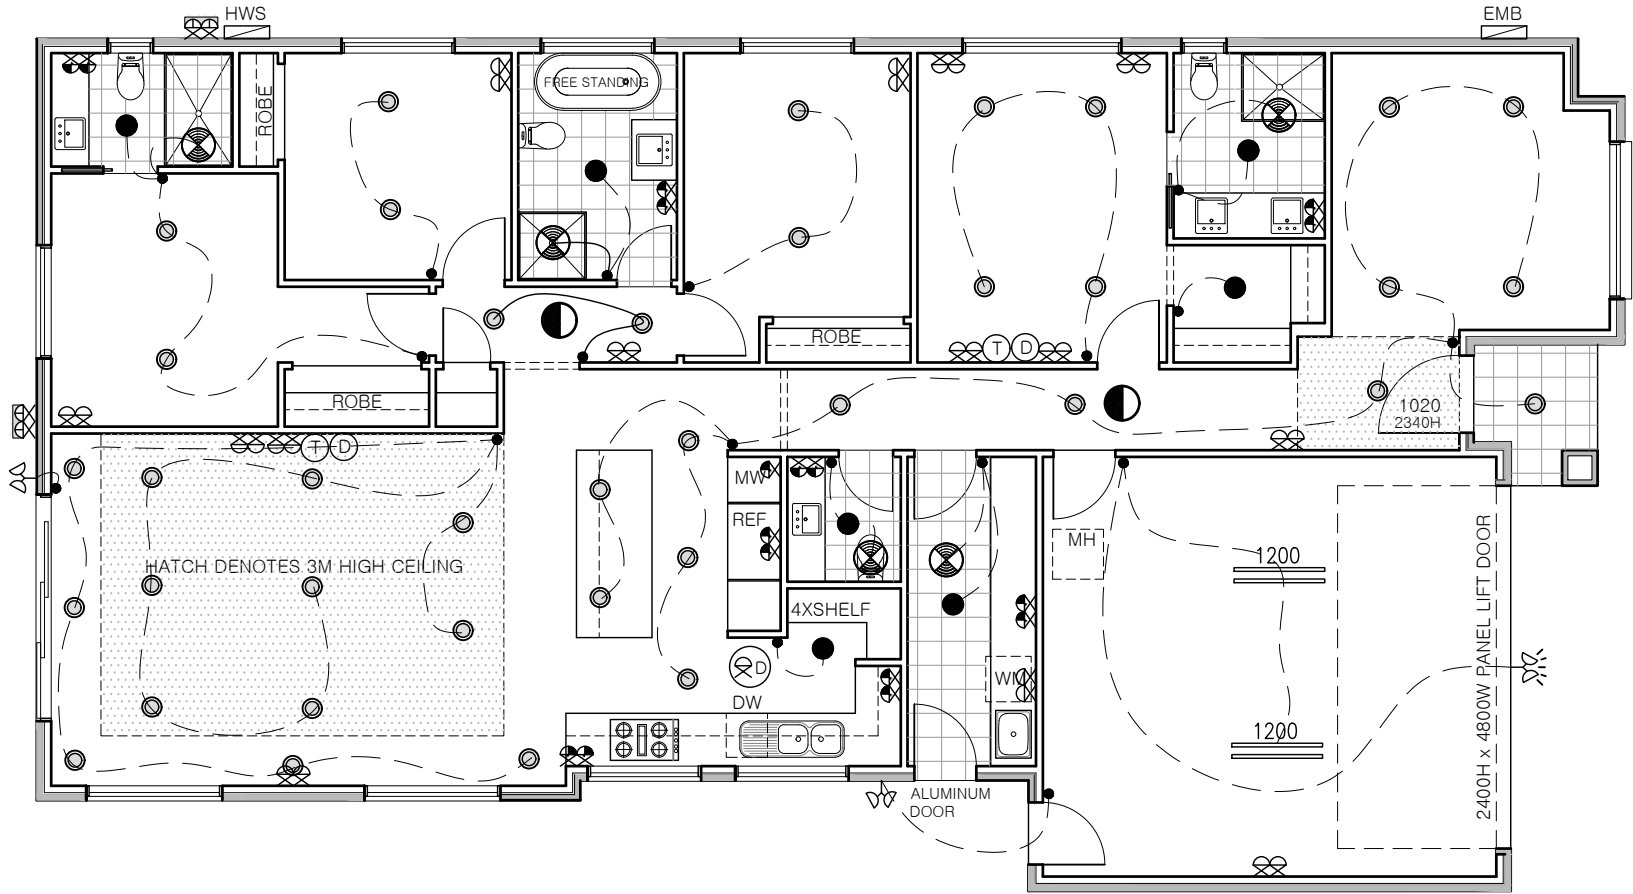 HWS
EMB
ROBE
FREE STANDING
ROBE
T D
ROBE
1020
2340H
T D
MW
REF
MH
1200
HATCH DENOTES 3M HIGH CEILING
4XSHELF
D
WM
DW
1200
2400H x 4800W PANEL LIFT DOOR
ALUMINUM
DOOR